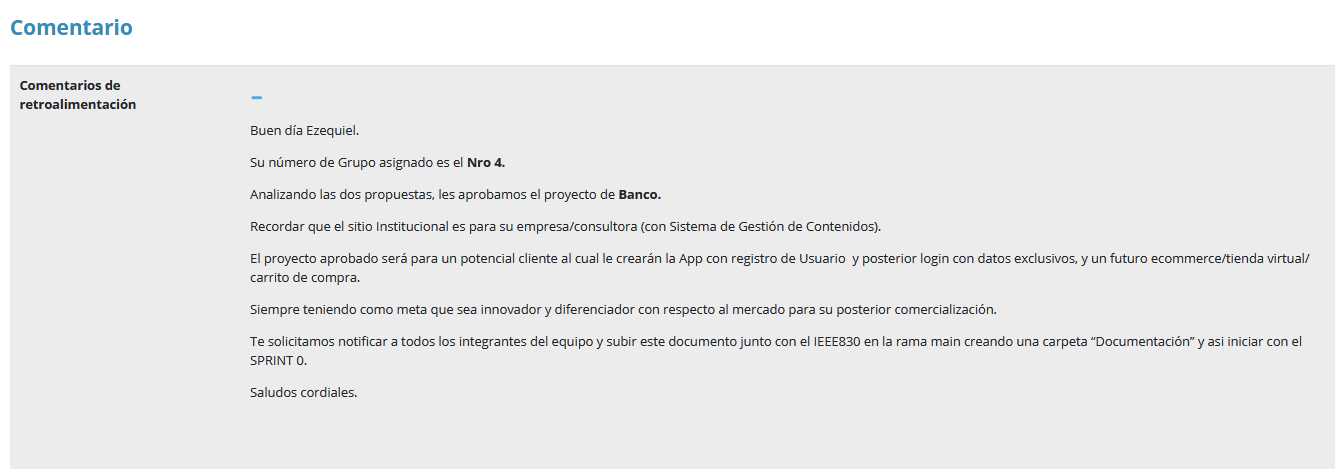 Comentario
Comentarios de
retroalimentación
Buen día Ezequiel.
Su número de Grupo asignado es el Nro 4.
Analizando las dos propuestas, les aprobamos el proyecto de Banco.
Recordar que el sitio Institucional es para su empresa/consultora (con Sistema de Gestión de Contenidos).
El proyecto aprobado será para un potencial cliente al cual le crearán la App con registro de Usuario  y posterior login con datos exclusivos, y un futuro ecommerce/tienda virtual/
carrito de compra.
Siempre teniendo como meta que sea innovador y diferenciador con respecto al mercado para su posterior comercialización.
Te solicitamos notificar a todos los integrantes del equipo y subir este documento junto con el IEEE830 en la rama main creando una carpeta “Documentación” y asi iniciar con el
SPRINT 0.
Saludos cordiales.